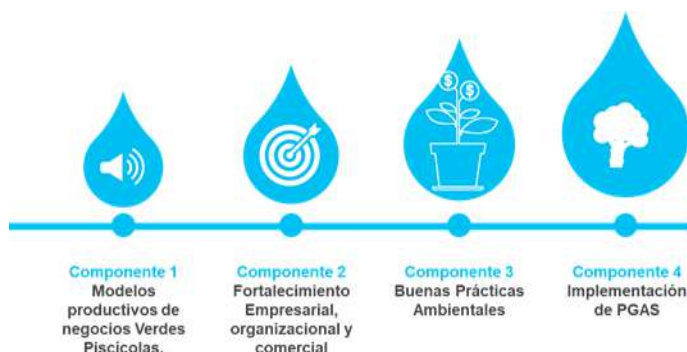 $ $
Componente 1
Modelos
productivos de
negocios Verdes
Piscícolas.
Componente 2
Fortalecimiento
Empresarial,
organizacional y
comercial
Componente 3
Buenas Prácticas
Ambientales
Componente 4
Implementación
de PGAS